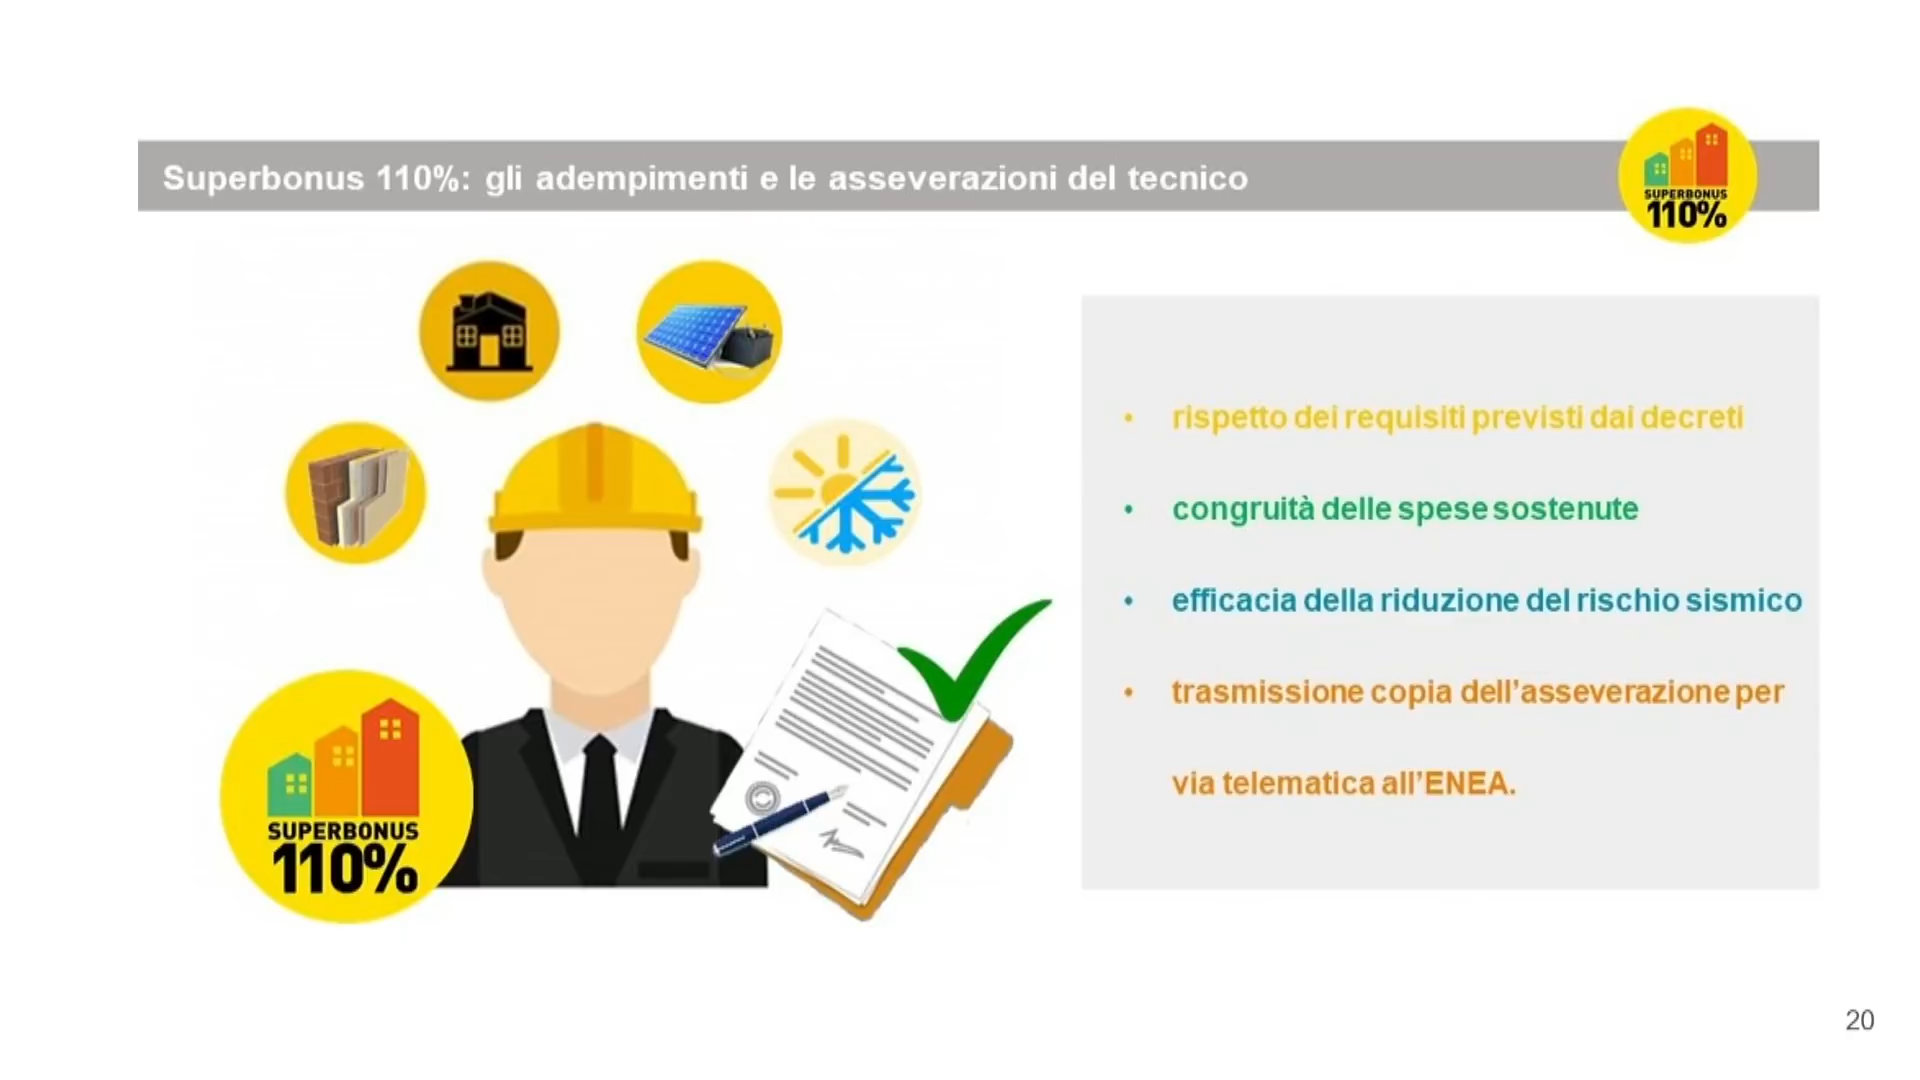 Superbonus 110%: gli adempimenti e le asseverazioni del tecnico
SUPERBONUS
110%
• rispetto dei requisiti previsti dai decreti
• congruità delle spese sostenute
• efficacia della riduzione del rischio sismico
• trasmissione copia dell’asseverazione per
via telematica all’ENEA.
SUPERBONUS
110%
20